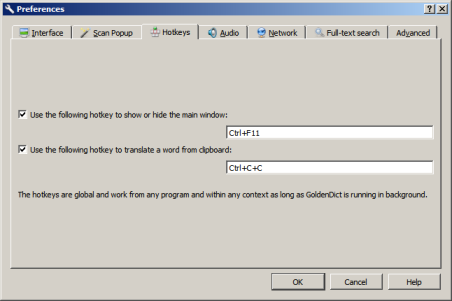 Preferences
Interface
Scan Popup
Hotkeys
Audio
Network
Full-text search
Advanced
Use the following hotkey to show or hide the main window:
Ctrl+F11
Use the following hotkey to translate a word from clipboard:
Ctrl+C+C
The hotkeys are global and work from any program and within any context as long as GoldenDict is running in background.
OK
Cancel
Help